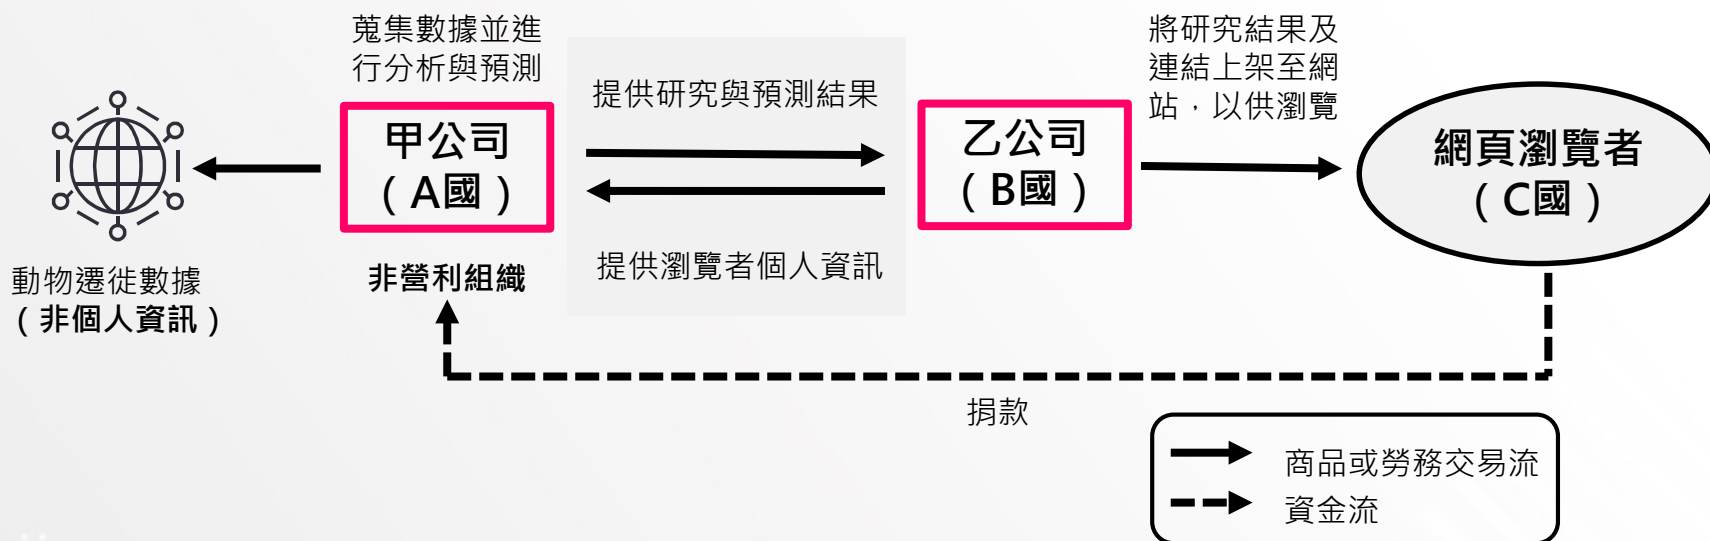 蒐集數據並進
行分析與預測
將研究結果及
連結上架至網
站，以供瀏覽
提供研究與預測結果
甲公司
（A國）
乙公司
（B國）
網頁瀏覽者
（C國）
提供瀏覽者個人資訊
動物遷徙數據
（非個人資訊）
非營利組織
捐款
商品或勞務交易流
資金流